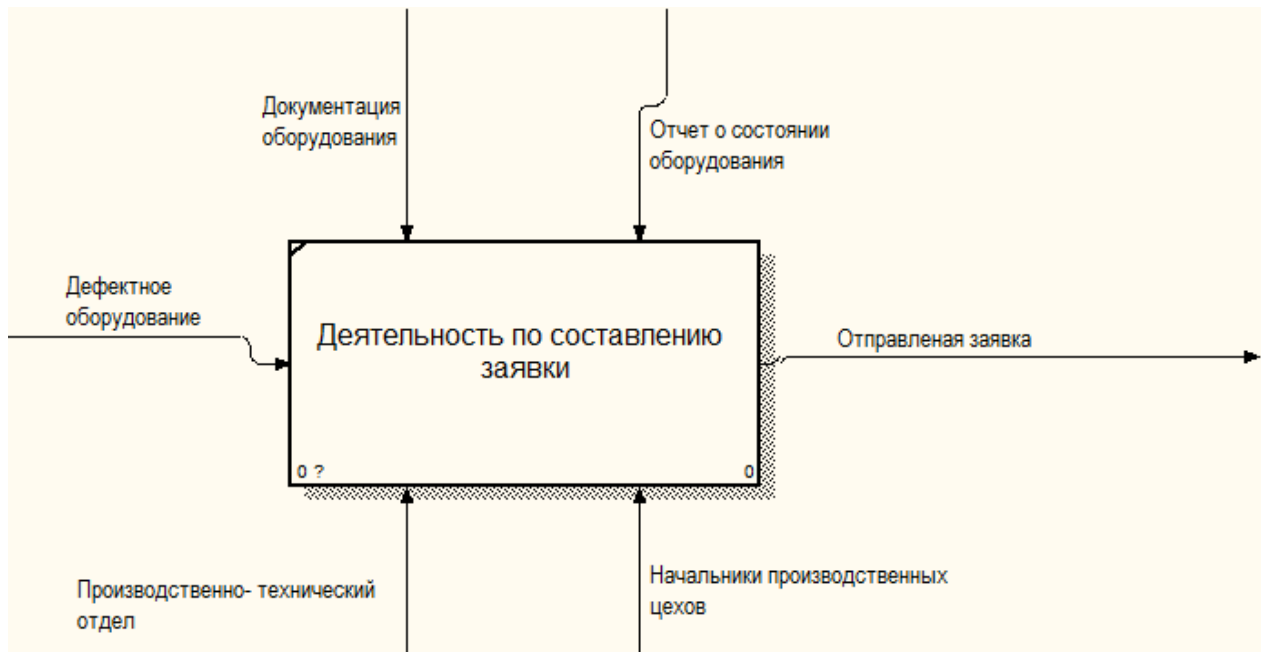 Документация
оборудования
Отчет о состоянии
оборудования
Дефектное
оборудование
Деятельность по составлению
заявки
Отправленая заявка
0 ?
0
Производственно- технический
отдел
Начальники производственных
цехов